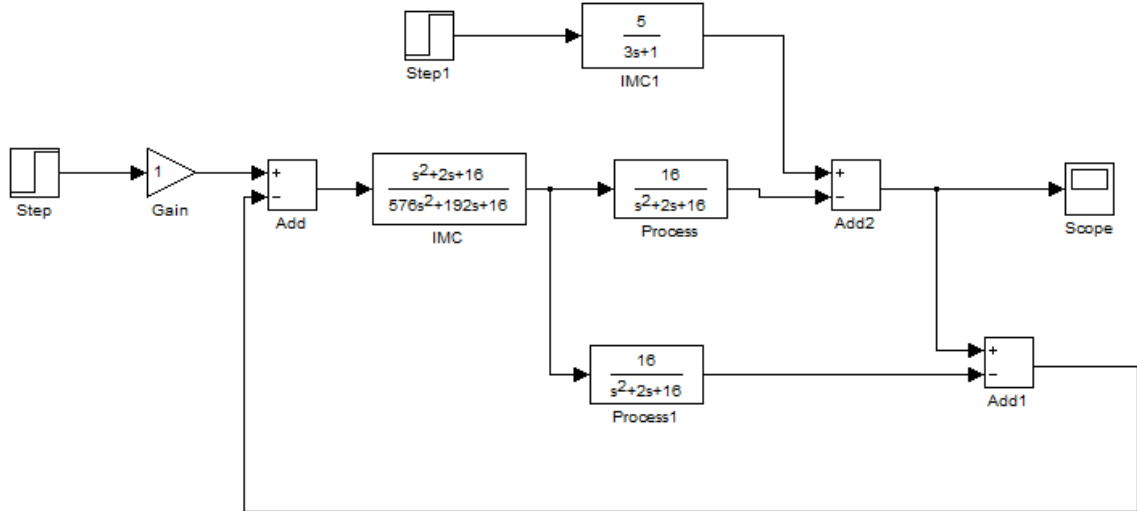 5
3s+1
Step1
IMC1
+
−
1
+
−
s²+2s+16
576s²+192s+16
16
s²+2s+16
Step
Gain
Add
IMC
Process
Add2
Scope
16
s²+2s+16
+
−
Process1
Add1